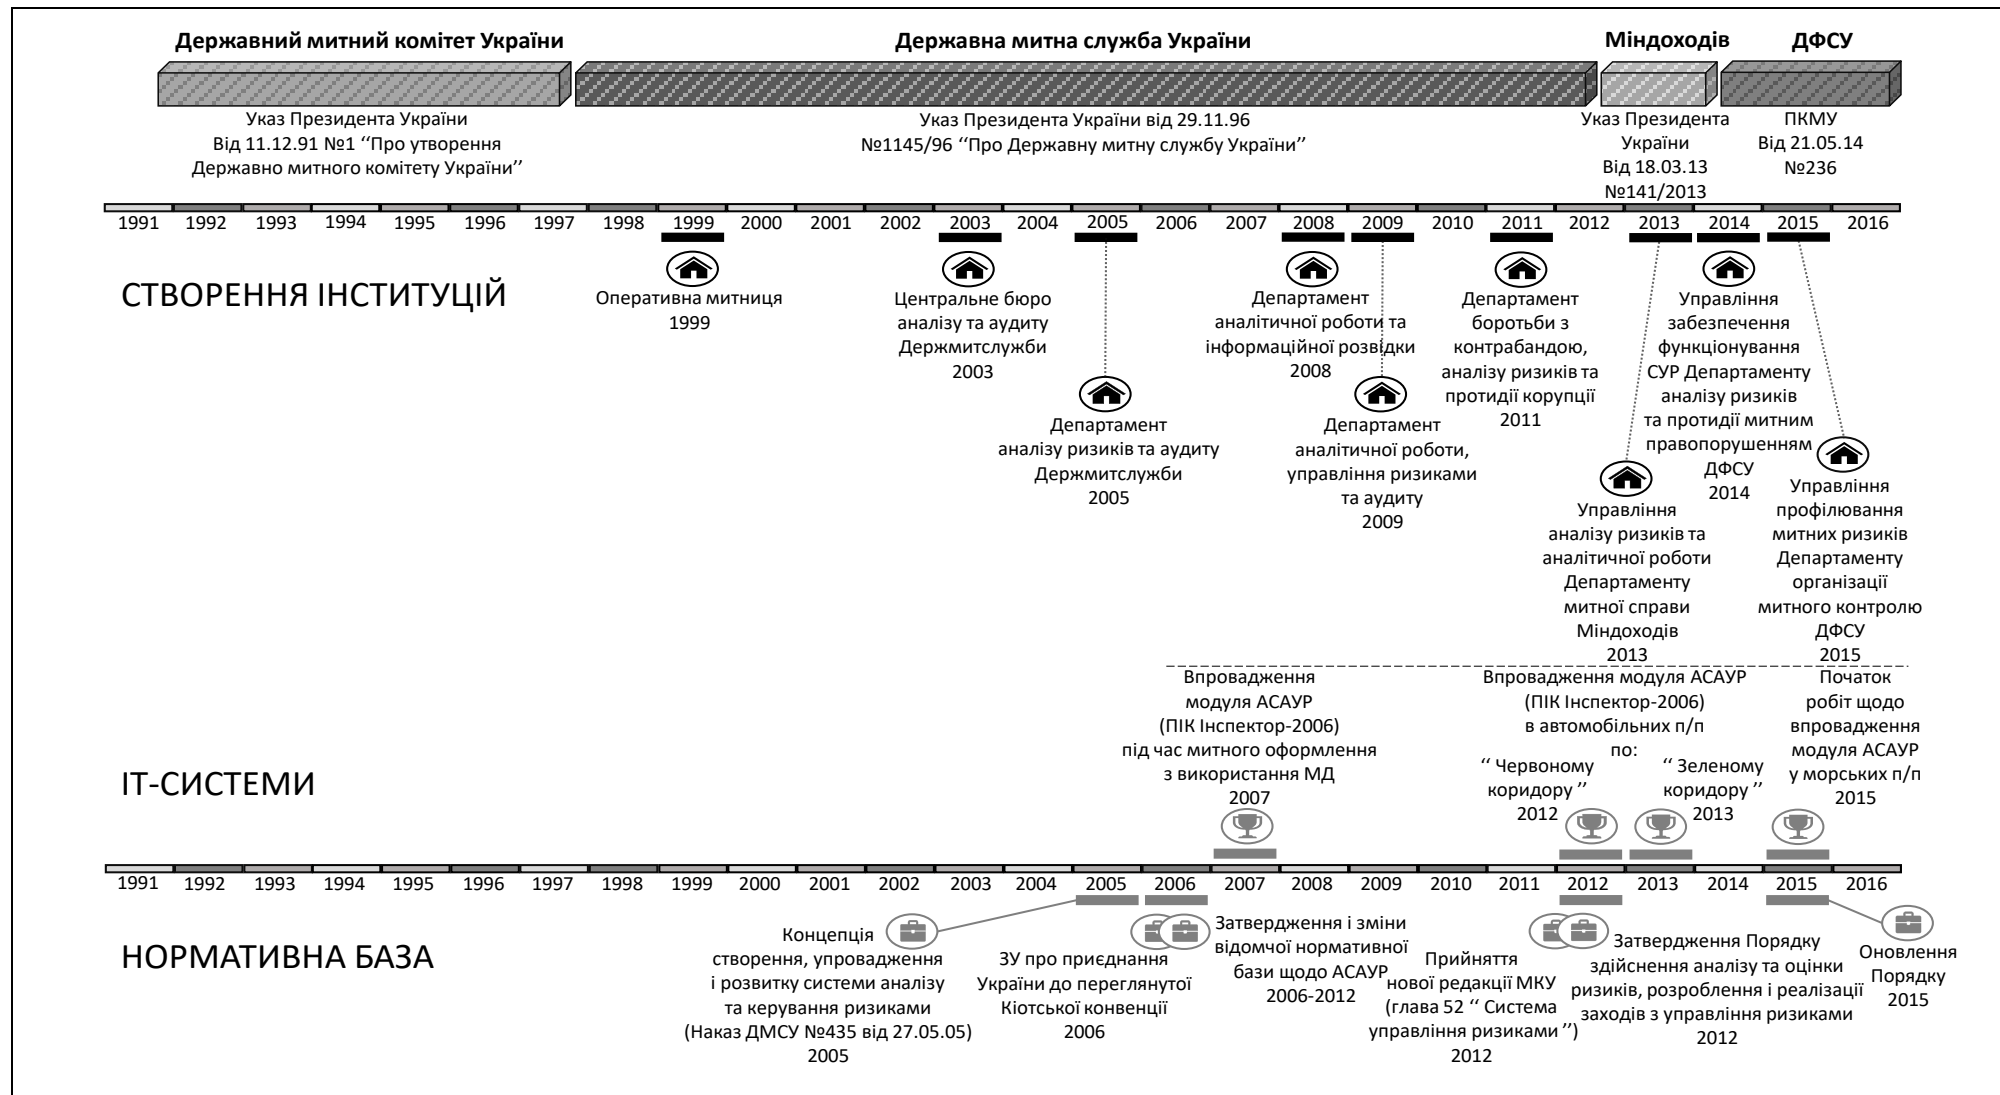 Державний митний комітет України
Державна митна служба України
Міндоходів
ДФСУ
Указ Президента України
Від 11.12.91 №1 “Про утворення
Державно митного комітету України”
Указ Президента України від 29.11.96
№1145/96 “Про Державну митну службу України”
Указ Президента
України
Від 18.03.13
№141/2013
ПКМУ
Від 21.05.14
№236
1991 1992 1993 1994 1995 1996 1997 1998 1999 2000 2001 2002 2003 2004 2005 2006 2007 2008 2009 2010 2011 2012 2013 2014 2015 2016
СТВОРЕННЯ ІНСТИТУЦІЙ
Оперативна митниця
1999
Центральне бюро
аналізу та аудиту
Держмитслужби
2003
Департамент
аналізу ризиків та аудиту
Держмитслужби
2005
Департамент
аналітичної роботи та
інформаційної розвідки
2008
Департамент
аналітичної роботи,
управління ризиками
та аудиту
2009
Департамент
боротьби з
контрабандою,
аналізу ризиків та
протидії корупції
2011
Управління
аналізу ризиків та
аналітичної роботи
Департаменту
митної справи
Міндоходів
2013
Управління
забезпечення
функціонування
СУР Департаменту
аналізу ризиків
та протидії митним
правопорушенням
ДФСУ
2014
Управління
профілювання
митних ризиків
Департаменту
організації
митного контролю
ДФСУ
2015
ІТ-СИСТЕМИ
Впровадження
модуля АСАУР
(ПІК Інспектор-2006)
під час митного оформлення
з використання МД
2007
Впровадження модуля АСАУР
(ПІК Інспектор-2006)
в автомобільних п/п
по:
“ Червоному
коридору ”
2012
“ Зеленому
коридору ”
2013
Початок
робіт щодо
впровадження
модуля АСАУР
у морських п/п
2015
1991 1992 1993 1994 1995 1996 1997 1998 1999 2000 2001 2002 2003 2004 2005 2006 2007 2008 2009 2010 2011 2012 2013 2014 2015 2016
НОРМАТИВНА БАЗА
Концепція
створення, упровадження
і розвитку системи аналізу
та керування ризиками
(Наказ ДМСУ №435 від 27.05.05)
2005
ЗУ про приєднання
України до переглянутої
Кіотської конвенції
2006
Затвердження і зміни
відомчої нормативної
бази щодо АСАУР
2006-2012
Прийняття
нової редакції МКУ
(глава 52 “ Система
управління ризиками ”)
2012
Затвердження Порядку
здійснення аналізу та оцінки
ризиків, розроблення і реалізації
заходів з управління ризиками
2012
Оновлення
Порядку
2015